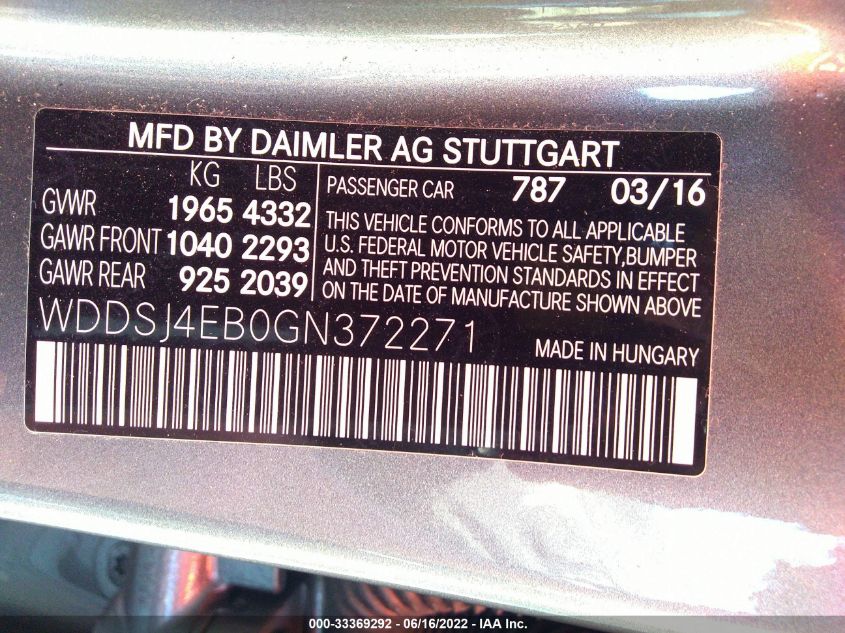 MFD BY DAIMLER AG STUTTGART
KG LBS
GVWR 1965 4332
GAWR FRONT 1040 2293
GAWR REAR 925 2039
PASSENGER CAR 787 03/16
THIS VEHICLE CONFORMS TO ALL APPLICABLE
U.S. FEDERAL MOTOR VEHICLE SAFETY,BUMPER
AND THEFT PREVENTION STANDARDS IN EFFECT
ON THE DATE OF MANUFACTURE SHOWN ABOVE
WDDSJ4EB0GN372271
MADE IN HUNGARY
000-33369292 - 06/16/2022 - IAA Inc.